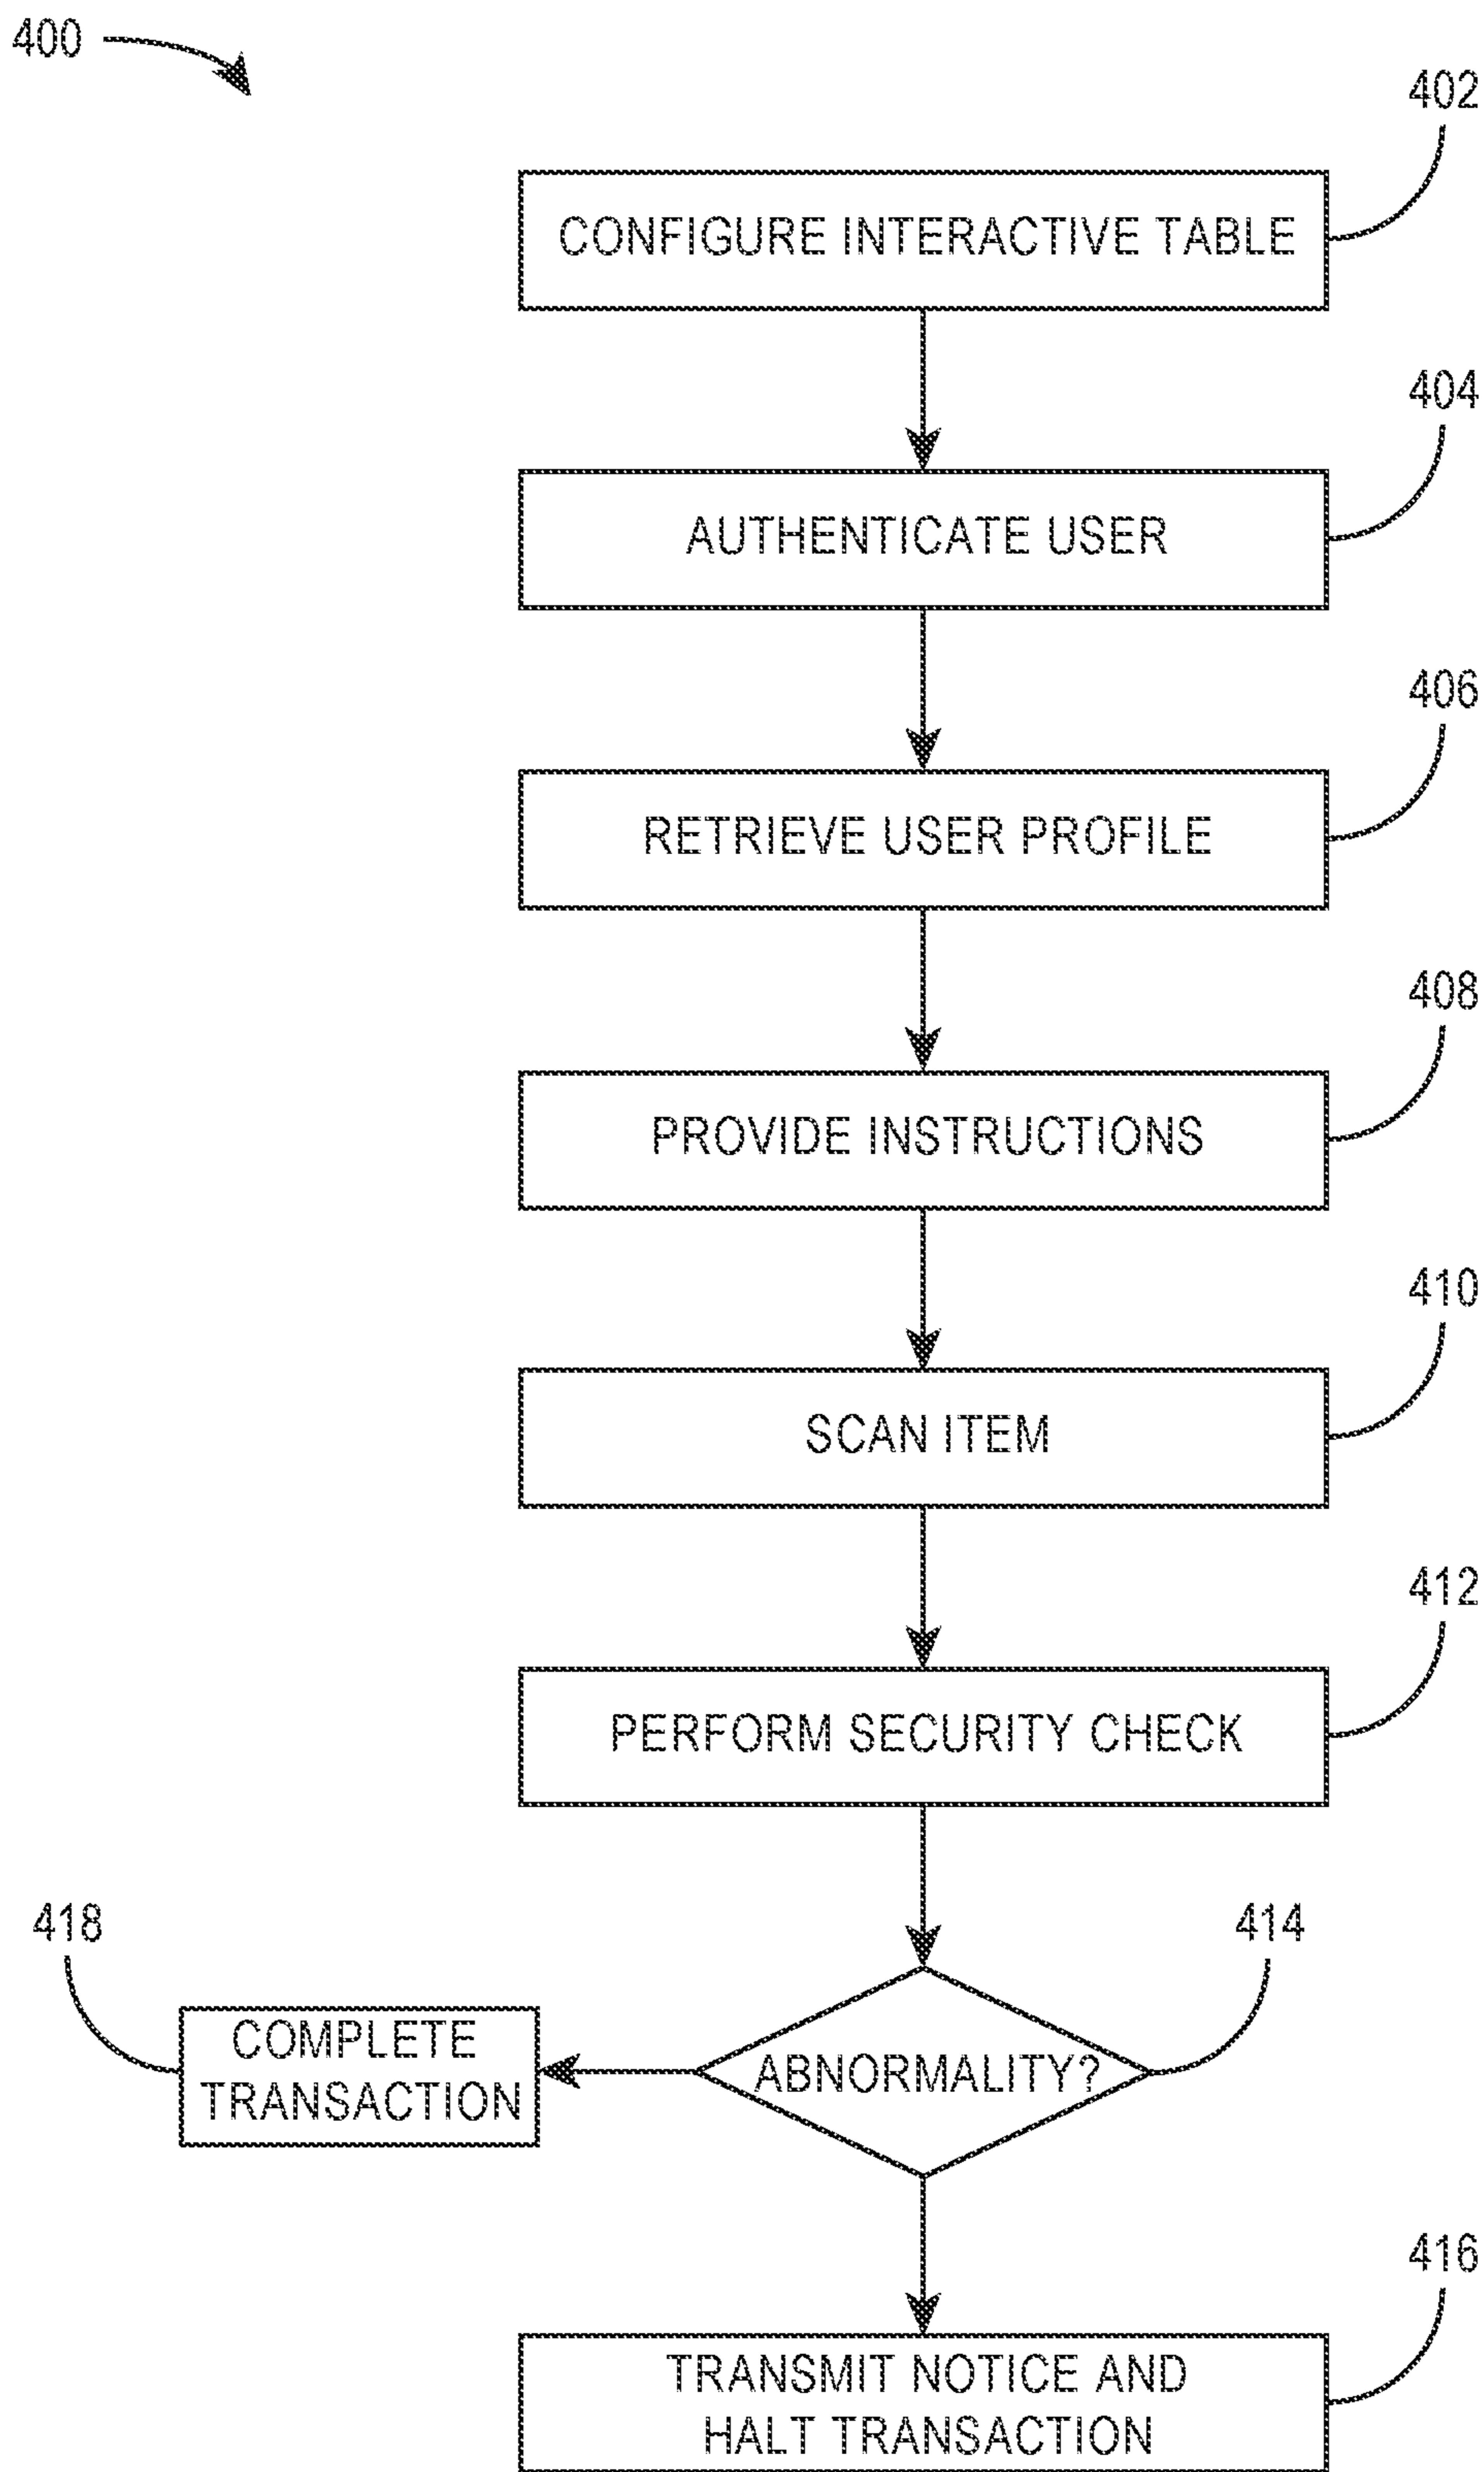 400
402
CONFIGURE INTERACTIVE TABLE
404
AUTHENTICATE USER
406
RETRIEVE USER PROFILE
408
PROVIDE INSTRUCTIONS
410
SCAN ITEM
412
PERFORM SECURITY CHECK
418
414
COMPLETE
TRANSACTION
ABNORMALITY?
416
TRANSMIT NOTICE AND
HALT TRANSACTION